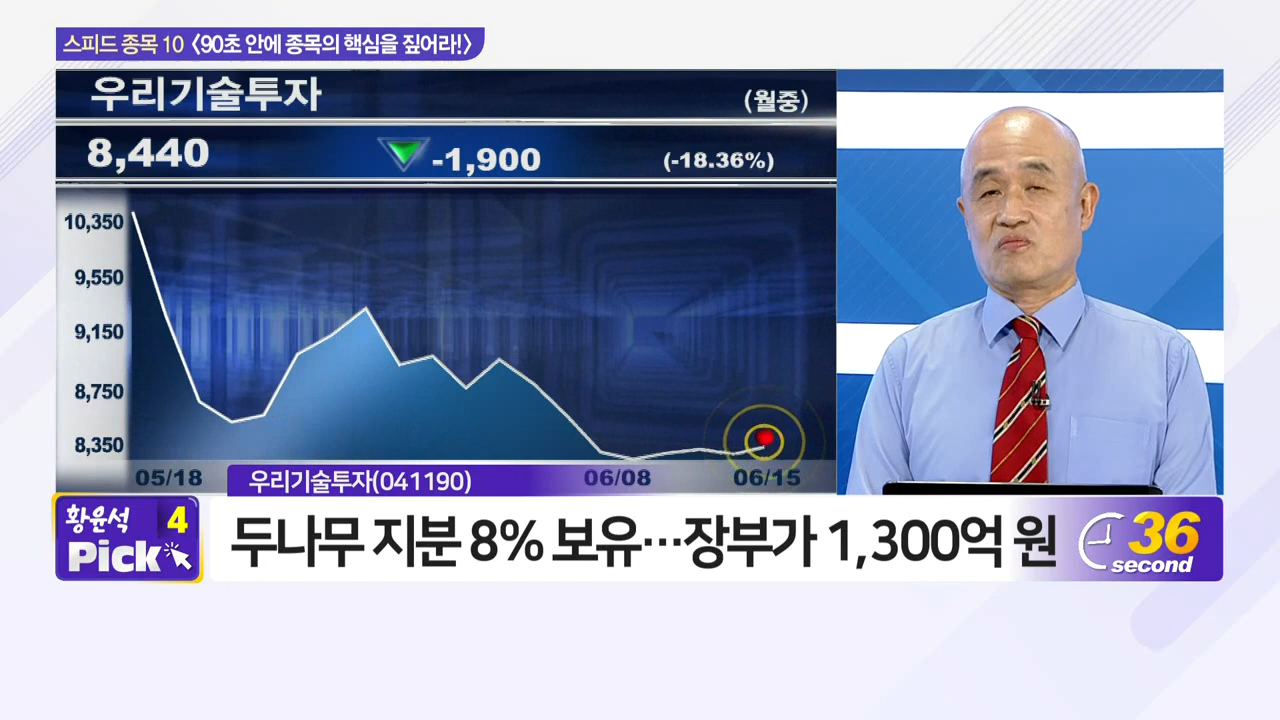 스피드 종목 10 〈90초 안에 종목의 핵심을 짚어라!〉
우리기술투자 (월중)
8,440 -1,900 (-18.36%)
10,350
9,550
9,150
8,750
8,350
05/18 06/08 06/15
우리기술투자(041190)
황윤석 4
Pick
두나무 지분 8% 보유…장부가 1,300억 원
36
second